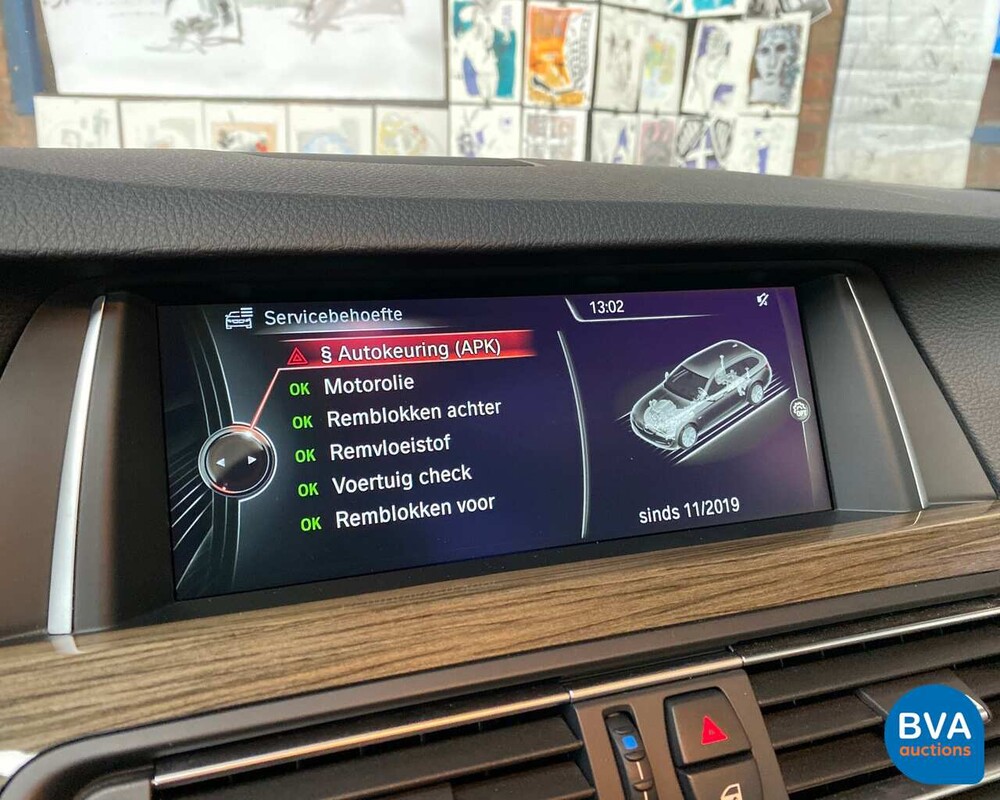 Servicebehoefte
13:02
§ Autokeuring (APK)
OK Motorolie
OK Remblokken achter
OK Remvloeistof
OK Voertuig check
OK Remblokken voor
sinds 11/2019
BVA
auctions